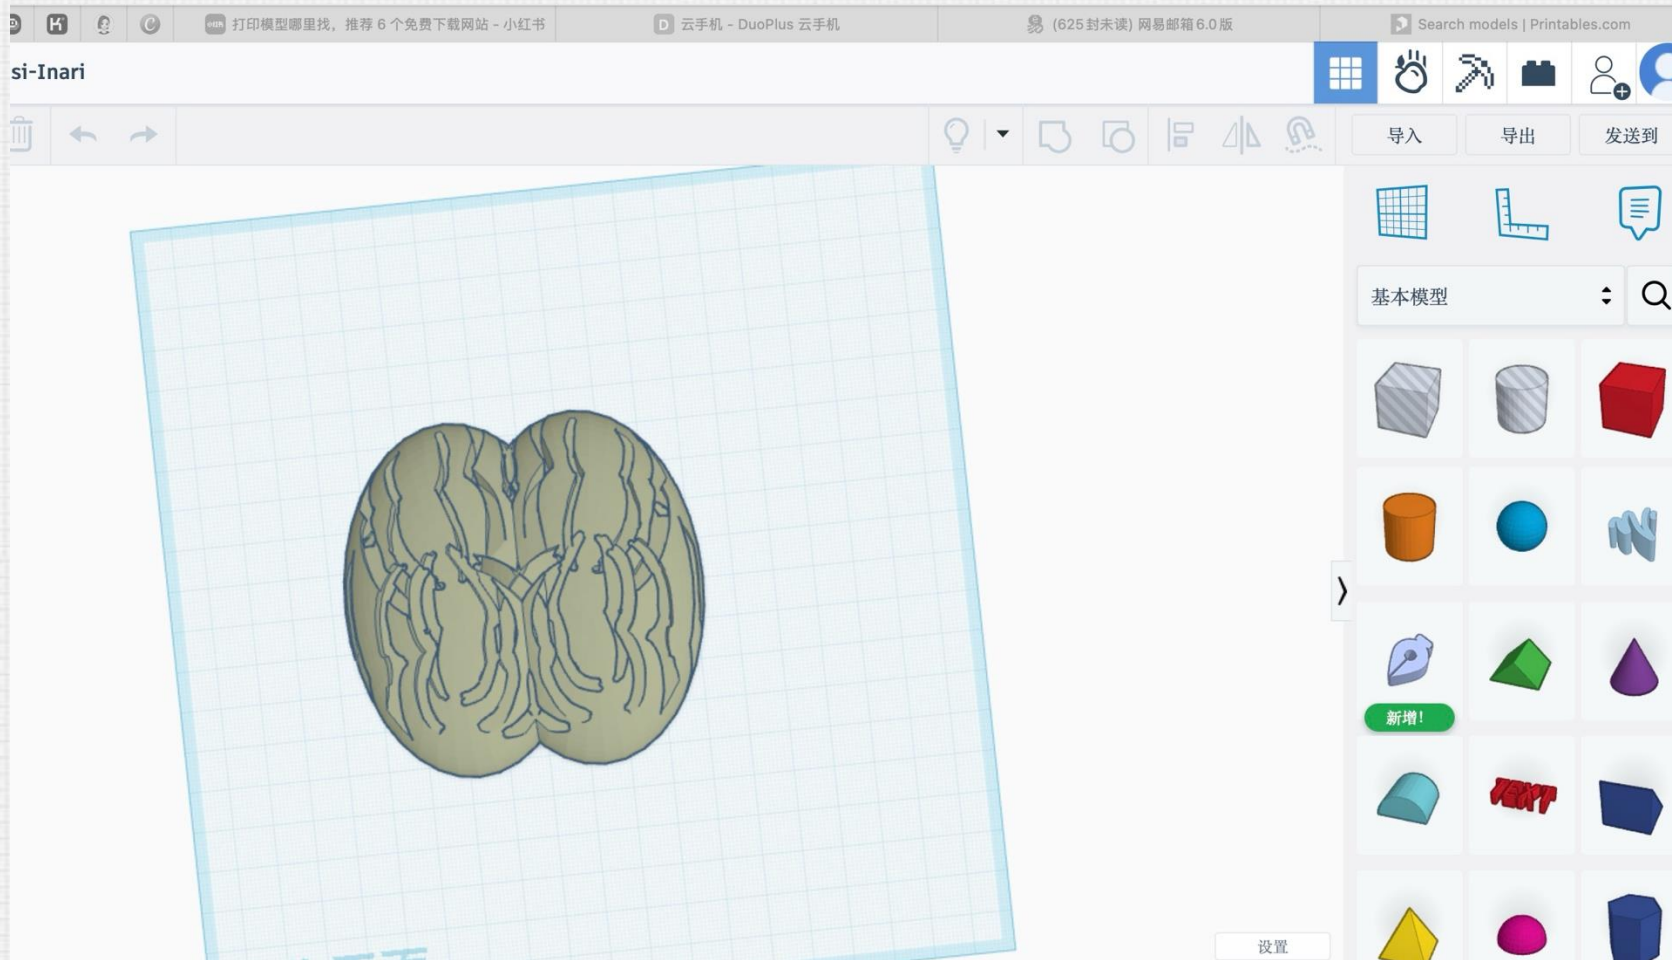 打印模型哪里找，推荐 6 个免费下载网站 - 小红书
D 云手机 - DuoPlus 云手机
(625封未读) 网易邮箱6.0版
Search models | Printables.com
si-Inari
导入
导出
发送到
基本模型
新增！
TEXT
设置